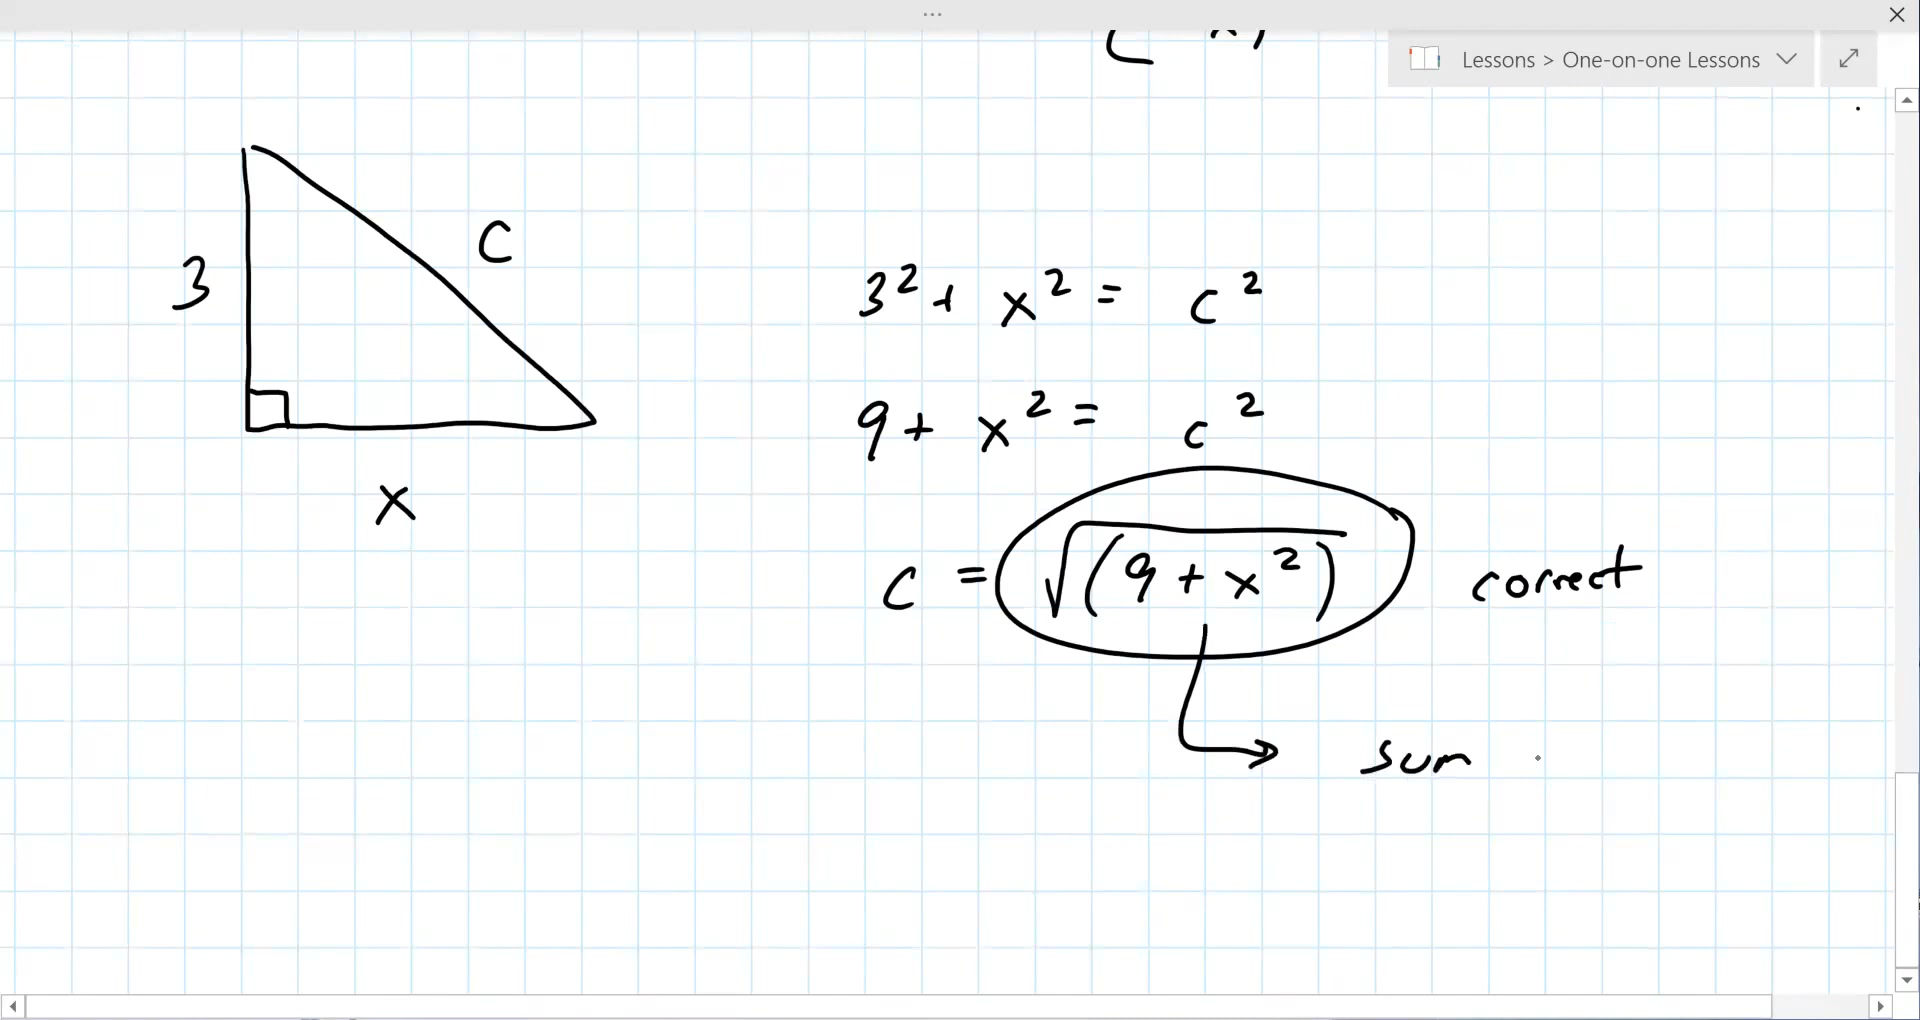 Lessons > One-on-one Lessons
C
3
x
3² + x² = c²
9 + x² = c²
c = √(9 + x²) correct
sum